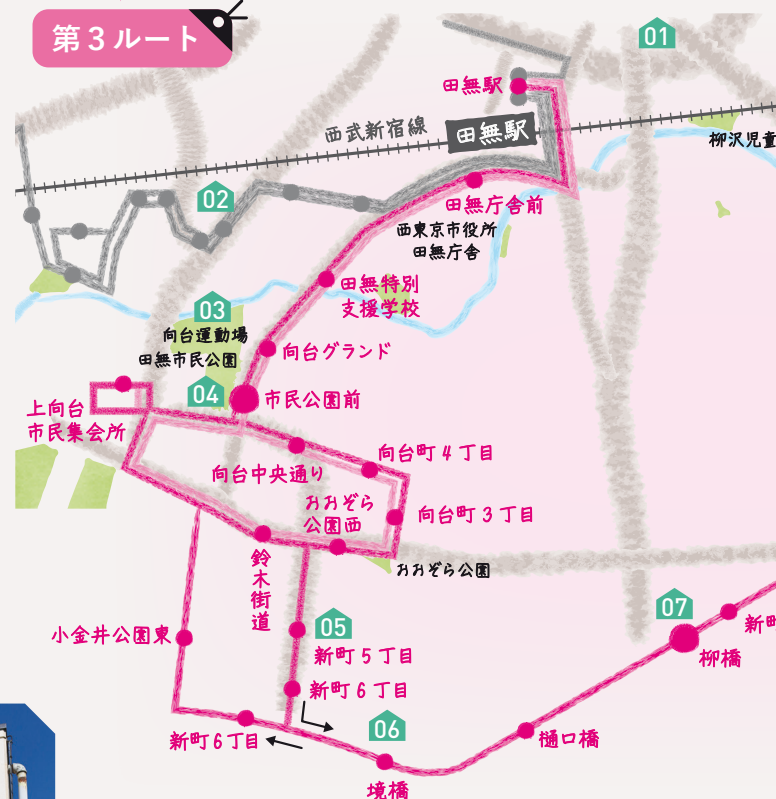 第3ルート
01
田無駅
西武新宿線
田無駅
柳沢児童
02
田無庁舎前
西東京市役所
田無庁舎
田無特別
支援学校
03
向台運動場
田無市民公園
向台グランド
04
市民公園前
上向台
市民集会所
向台町4丁目
向台中央通り
おおぞら
公園西
向台町3丁目
鈴木街道
おおぞら公園
小金井公園東
05
新町5丁目
07
新町
柳橋
新町6丁目
06
新町6丁目
樋口橋
境橋